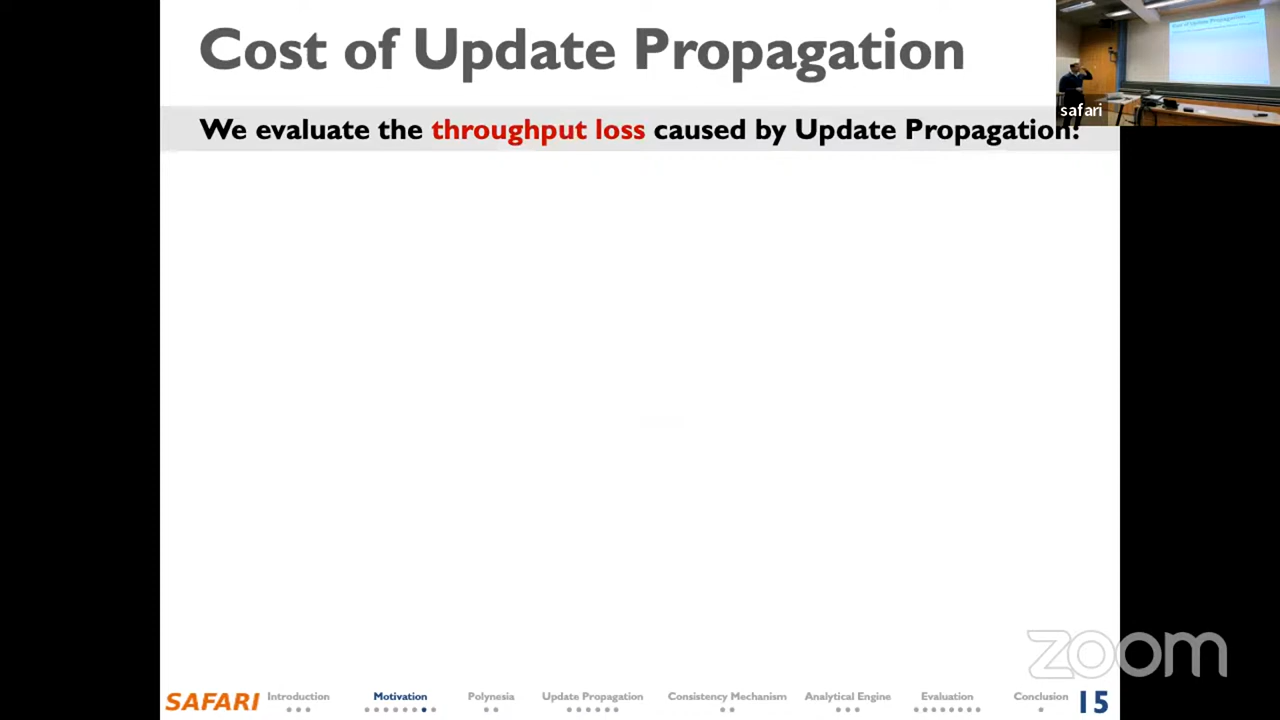 Cost of Update Propagation
We evaluate the throughput loss caused by Update Propagation:
safari
zoom
SAFARI Introduction Motivation Polynesia Update Propagation Consistency Mechanism Analytical Engine Evaluation Conclusion 15